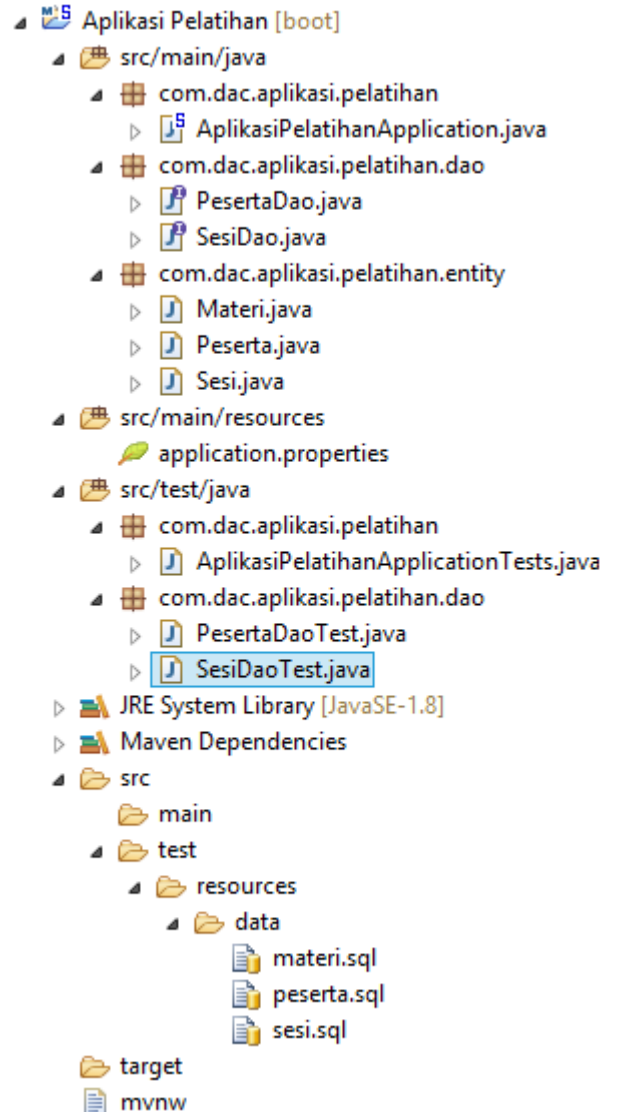 Aplikasi Pelatihan [boot]
src/main/java
com.dac.aplikasi.pelatihan
AplikasiPelatihanApplication.java
com.dac.aplikasi.pelatihan.dao
PesertaDao.java
SesiDao.java
com.dac.aplikasi.pelatihan.entity
Materi.java
Peserta.java
Sesi.java
src/main/resources
application.properties
src/test/java
com.dac.aplikasi.pelatihan
AplikasiPelatihanApplicationTests.java
com.dac.aplikasi.pelatihan.dao
PesertaDaoTest.java
SesiDaoTest.java
JRE System Library [JavaSE-1.8]
Maven Dependencies
src
main
test
resources
data
materi.sql
peserta.sql
sesi.sql
target
mvnw